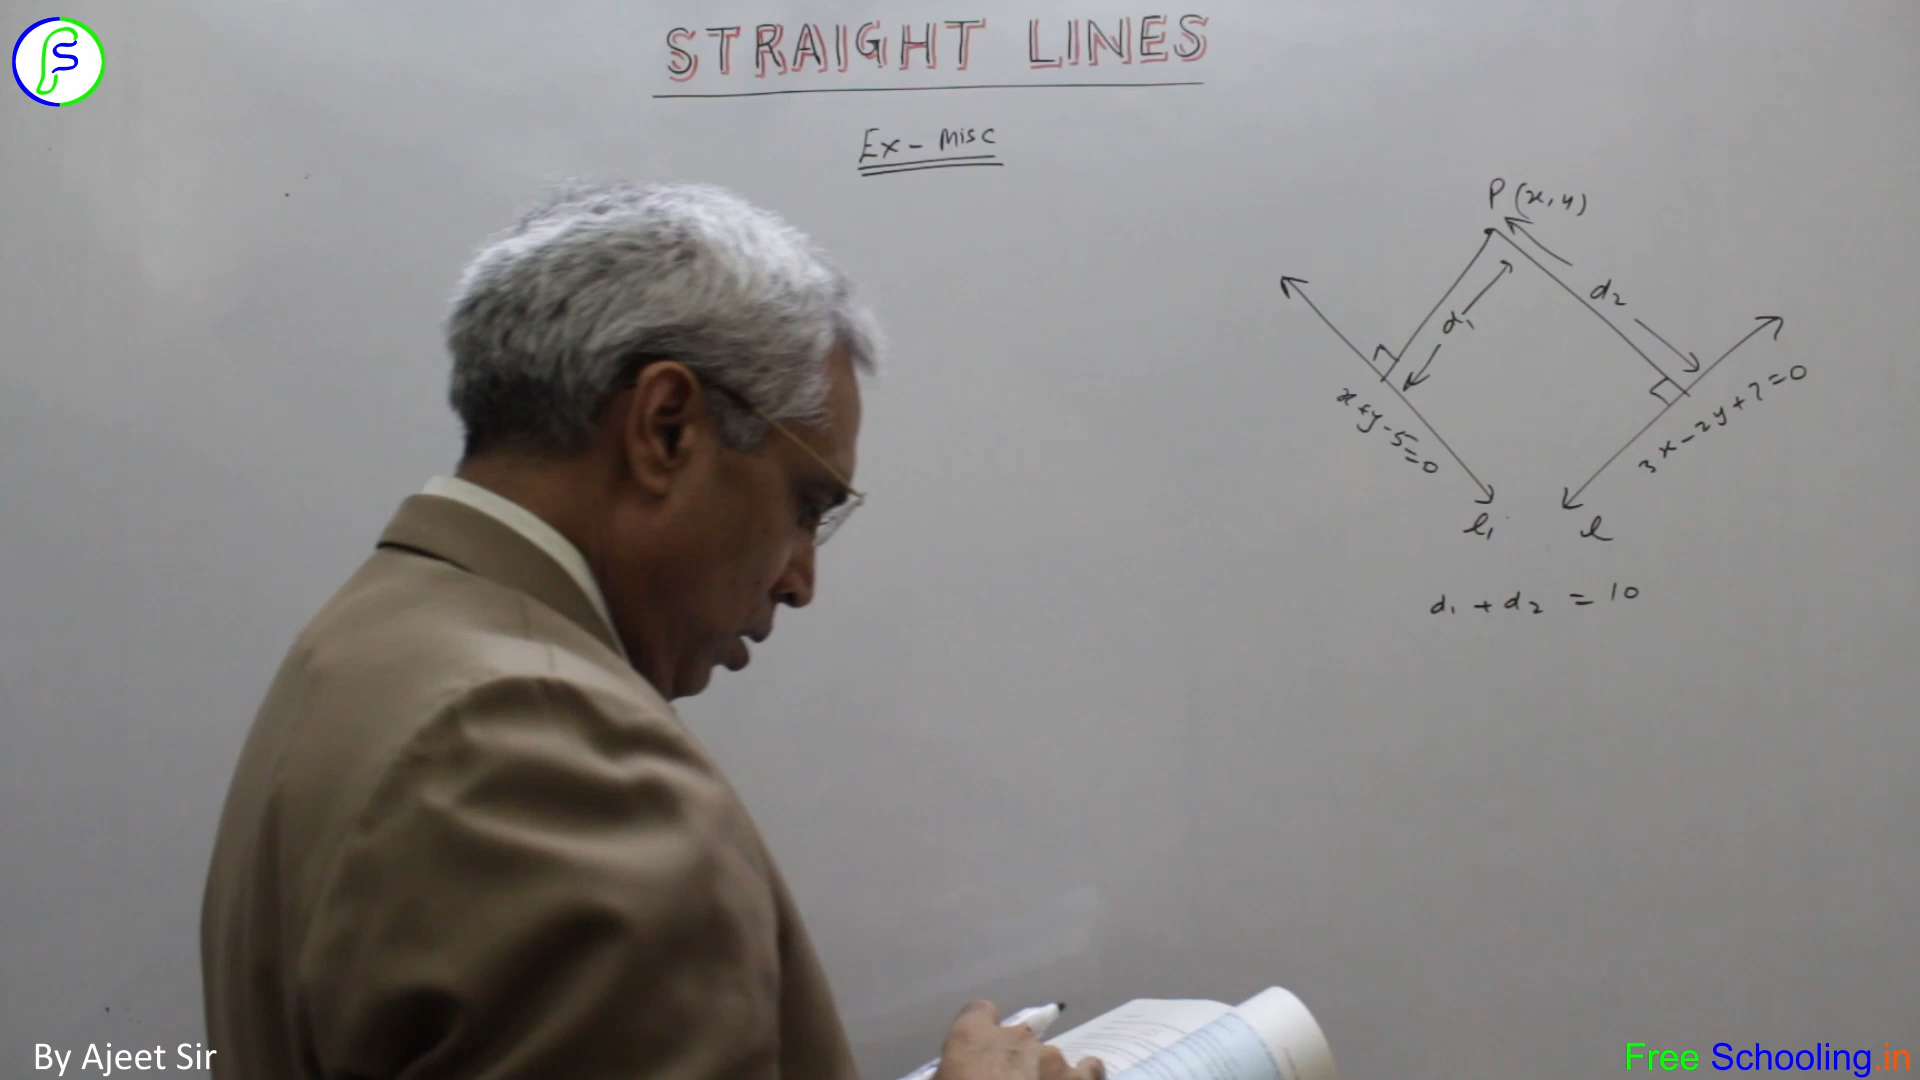 STRAIGHT LINES
Ex - Misc
P (x, y)
d₂
d₁
x+y-5=0
3x-2y+7=0
l₁
l
d₁ + d₂ = 10
By Ajeet Sir
Free Schooling.in